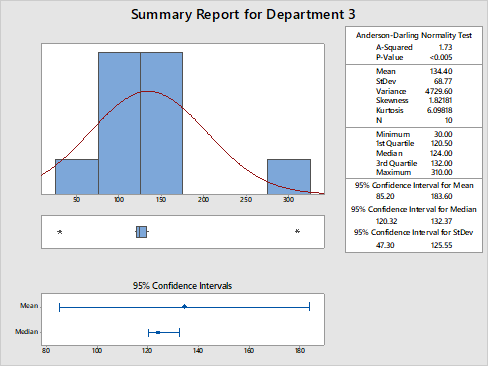 Summary Report for Department 3
Anderson-Darling Normality Test
A-Squared 1.73
P-Value <0.005
Mean 134.40
StDev 68.77
Variance 4729.60
Skewness 1.82181
Kurtosis 6.09818
N 10
Minimum 30.00
1st Quartile 120.50
Median 124.00
3rd Quartile 132.00
Maximum 310.00
95% Confidence Interval for Mean
85.20 183.60
95% Confidence Interval for Median
120.32 132.37
95% Confidence Interval for StDev
47.30 125.55
50 100 150 200 250 300
95% Confidence Intervals
Mean
Median
80 100 120 140 160 180